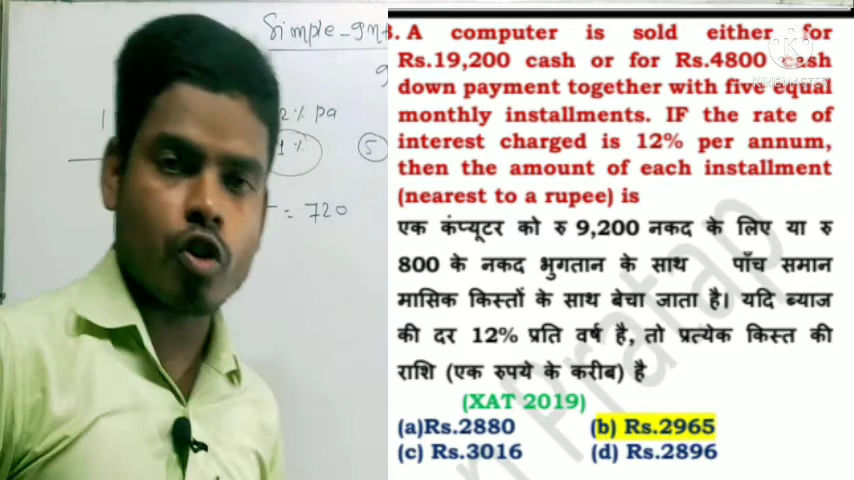 Simple - Int
2% pa
1%
5
= 720
3. A computer is sold either for
Rs.19,200 cash or for Rs.4800 cash
down payment together with five equal
monthly installments. IF the rate of
interest charged is 12% per annum,
then the amount of each installment
(nearest to a rupee) is
एक कंप्यूटर को रु 9,200 नकद के लिए या रु
800 के नकद भुगतान के साथ पाँच समान
मासिक किस्तों के साथ बेचा जाता है। यदि ब्याज
की दर 12% प्रति वर्ष है, तो प्रत्येक किस्त की
राशि (एक रुपये के करीब) है
(XAT 2019)
(a)Rs.2880 (b) Rs.2965
(c) Rs.3016 (d) Rs.2896
KINEMASTER
Pratap